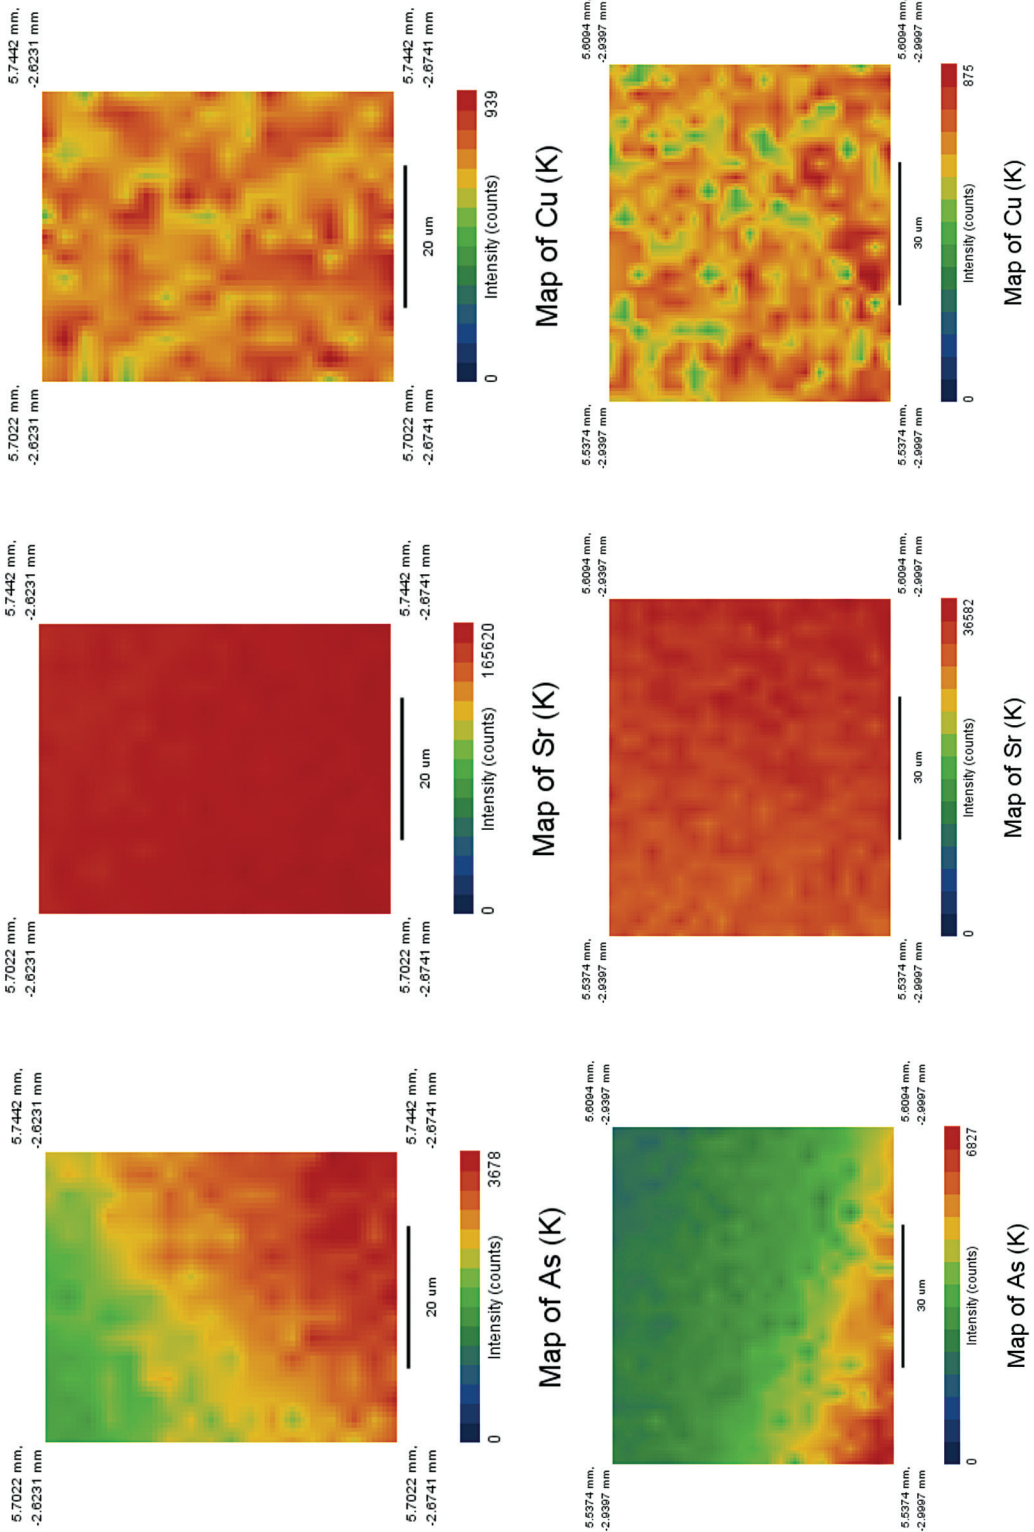 5.7022 mm,
-2.6231 mm
5.7442 mm,
-2.6231 mm
5.7022 mm,
-2.6741 mm
20 um
5.7442 mm,
-2.6741 mm
0 Intensity (counts) 3678
Map of As (K)
5.7022 mm,
-2.6231 mm
5.7442 mm,
-2.6231 mm
5.7022 mm,
-2.6741 mm
20 um
5.7442 mm,
-2.6741 mm
0 Intensity (counts) 165620
Map of Sr (K)
5.7022 mm,
-2.6231 mm
5.7442 mm,
-2.6231 mm
5.7022 mm,
-2.6741 mm
20 um
5.7442 mm,
-2.6741 mm
0 Intensity (counts) 939
Map of Cu (K)
5.5374 mm,
-2.9397 mm
5.6094 mm,
-2.9397 mm
5.5374 mm,
-2.9997 mm
30 um
5.6094 mm,
-2.9997 mm
0 Intensity (counts) 6827
Map of As (K)
5.5374 mm,
-2.9397 mm
5.6094 mm,
-2.9397 mm
5.5374 mm,
-2.9997 mm
30 um
5.6094 mm,
-2.9997 mm
0 Intensity (counts) 36582
Map of Sr (K)
5.5374 mm,
-2.9397 mm
5.6094 mm,
-2.9397 mm
5.5374 mm,
-2.9997 mm
30 um
5.6094 mm,
-2.9997 mm
0 Intensity (counts) 875
Map of Cu (K)